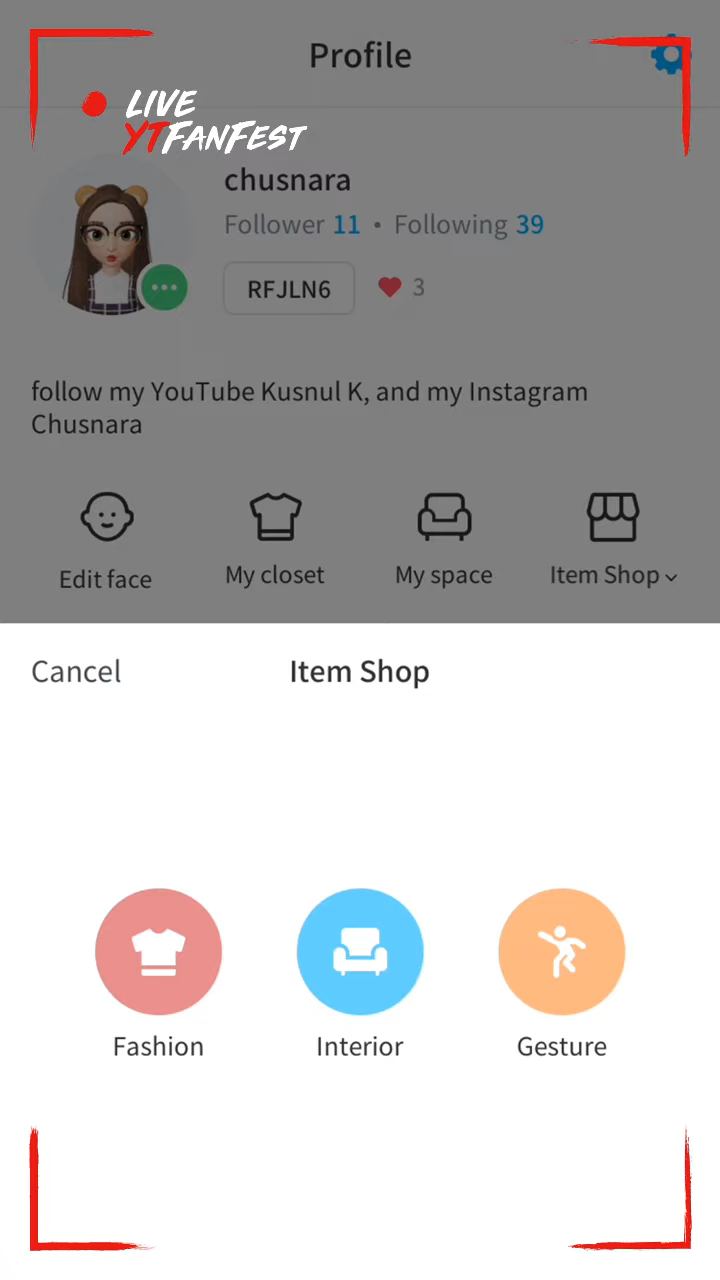 Profile
LIVE
YTFANFEST
chusnara
Follower 11 • Following 39
RFJLN6 3
follow my YouTube Kusnul K, and my Instagram
Chusnara
Edit face My closet My space Item Shop
Cancel Item Shop
Fashion Interior Gesture